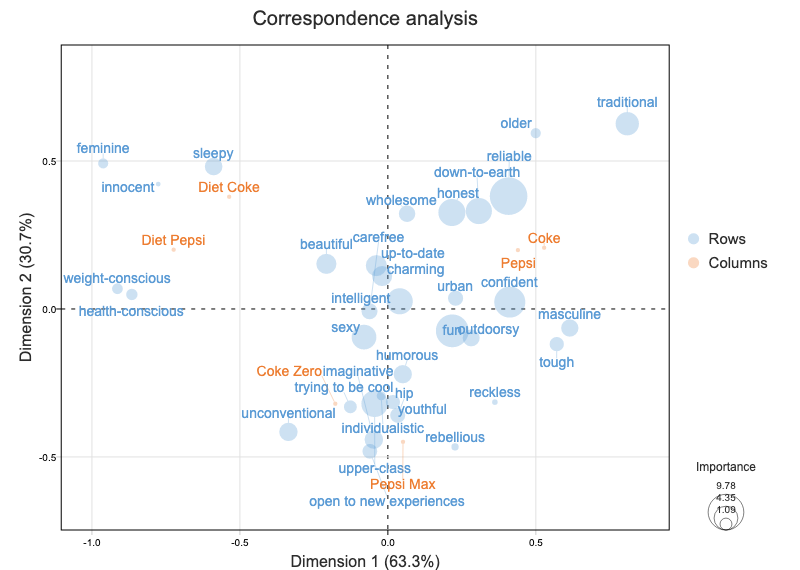 Correspondence analysis
traditional
older
feminine
sleepy
reliable
0.5
down-to-earth
innocent
Diet Coke
honest
wholesome
Diet Pepsi
carefree
Coke
beautiful
up-to-date
Pepsi
charming
weight-conscious
confident
urban
intelligent
0.0
health-conscious
masculine
sexy
fun
outdoorsy
humorous
tough
Coke Zero
imaginative
trying to be cool
hip
reckless
unconventional
youthful
individualistic
rebellious
-0.5
upper-class
Pepsi Max
open to new experiences
-1.0
-0.5
0.0
0.5
Dimension 1 (63.3%)
Dimension 2 (30.7%)
Rows
Columns
Importance
9.78
4.35
1.09